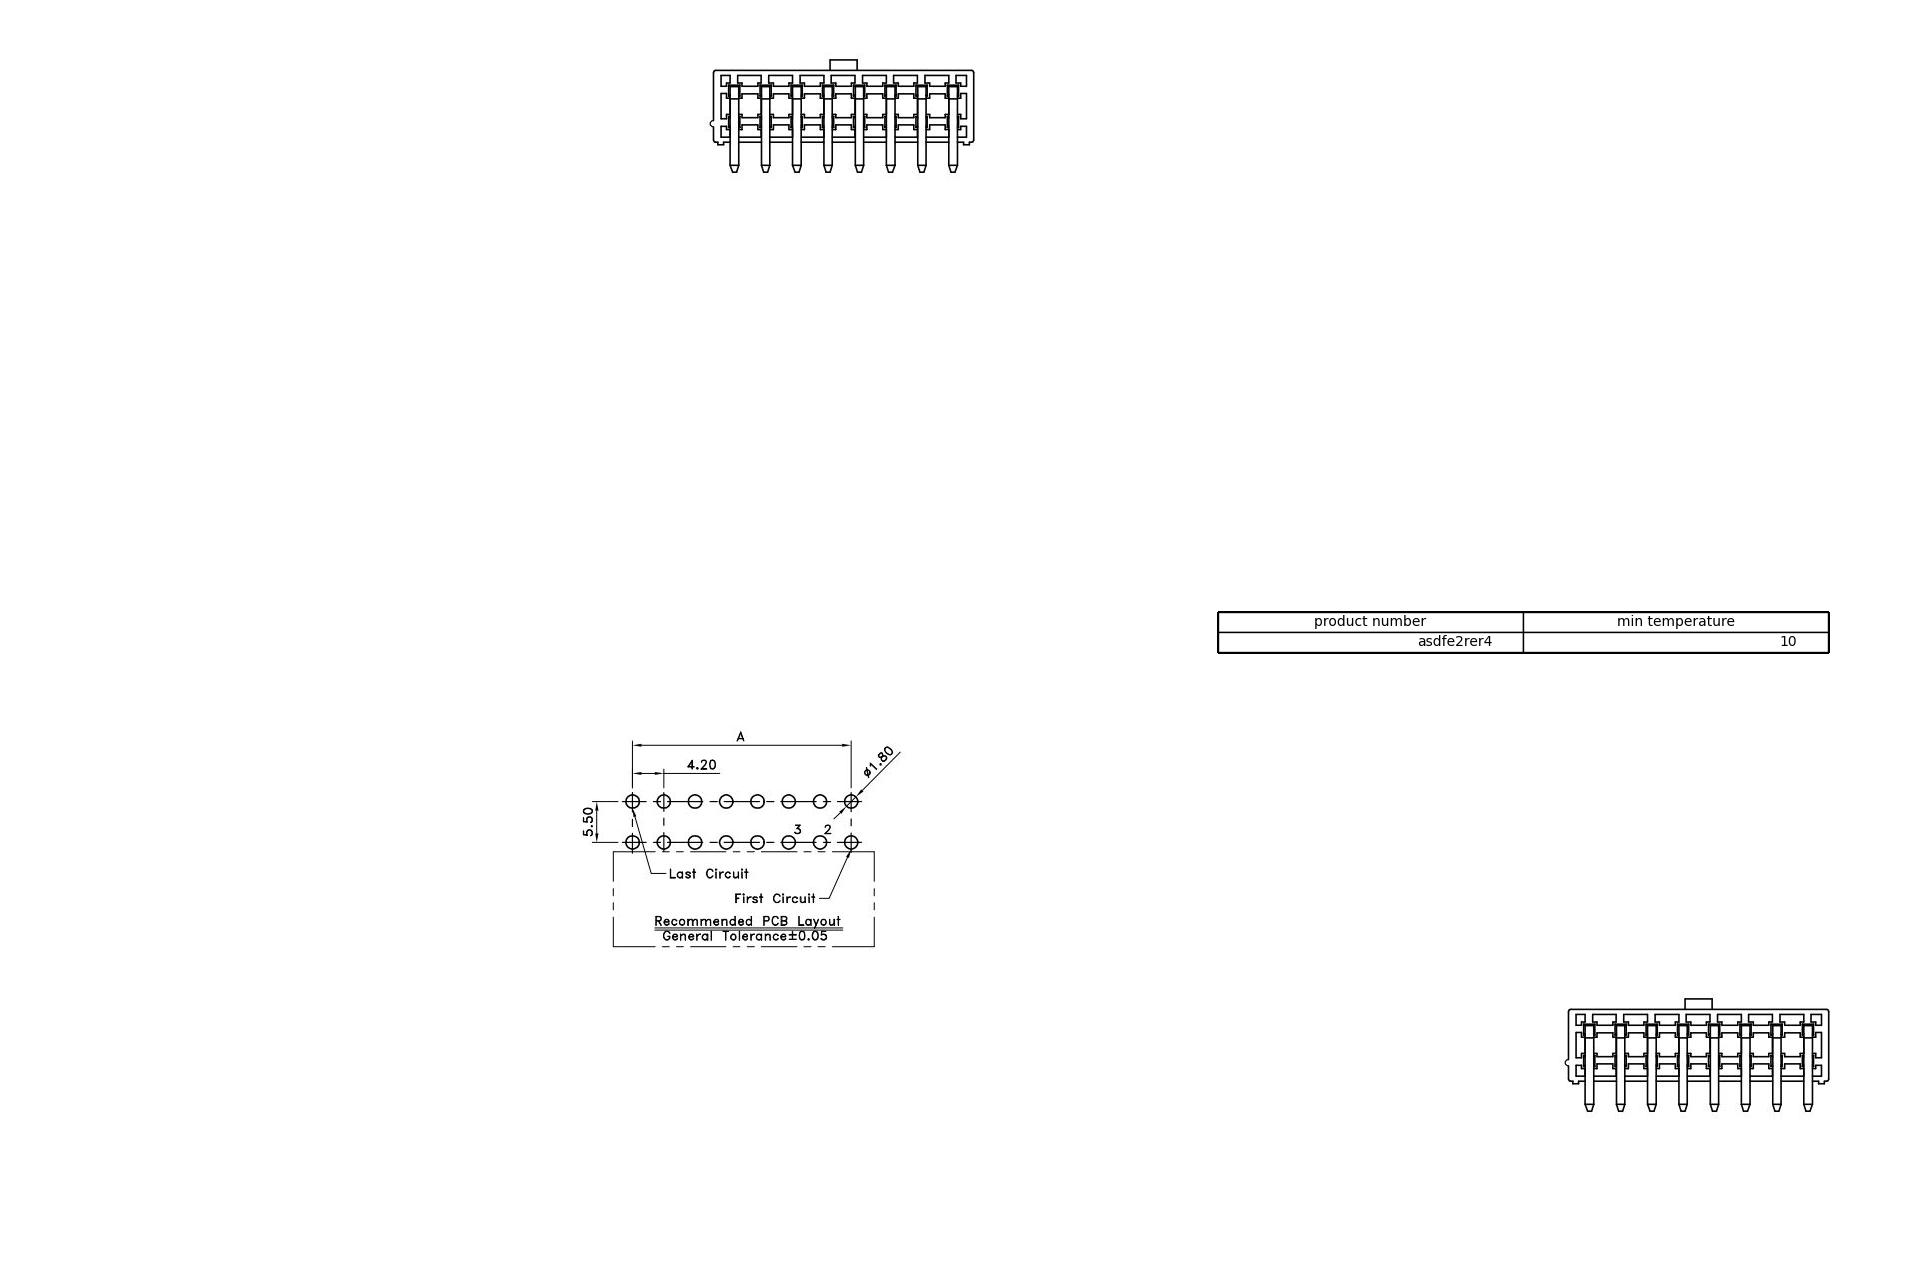 product number min temperature
asdfe2rer4 10
A
4.20
ø1.80
5.50
3 2
Last Circuit
First Circuit
Recommended PCB Layout
General Tolerance±0.05